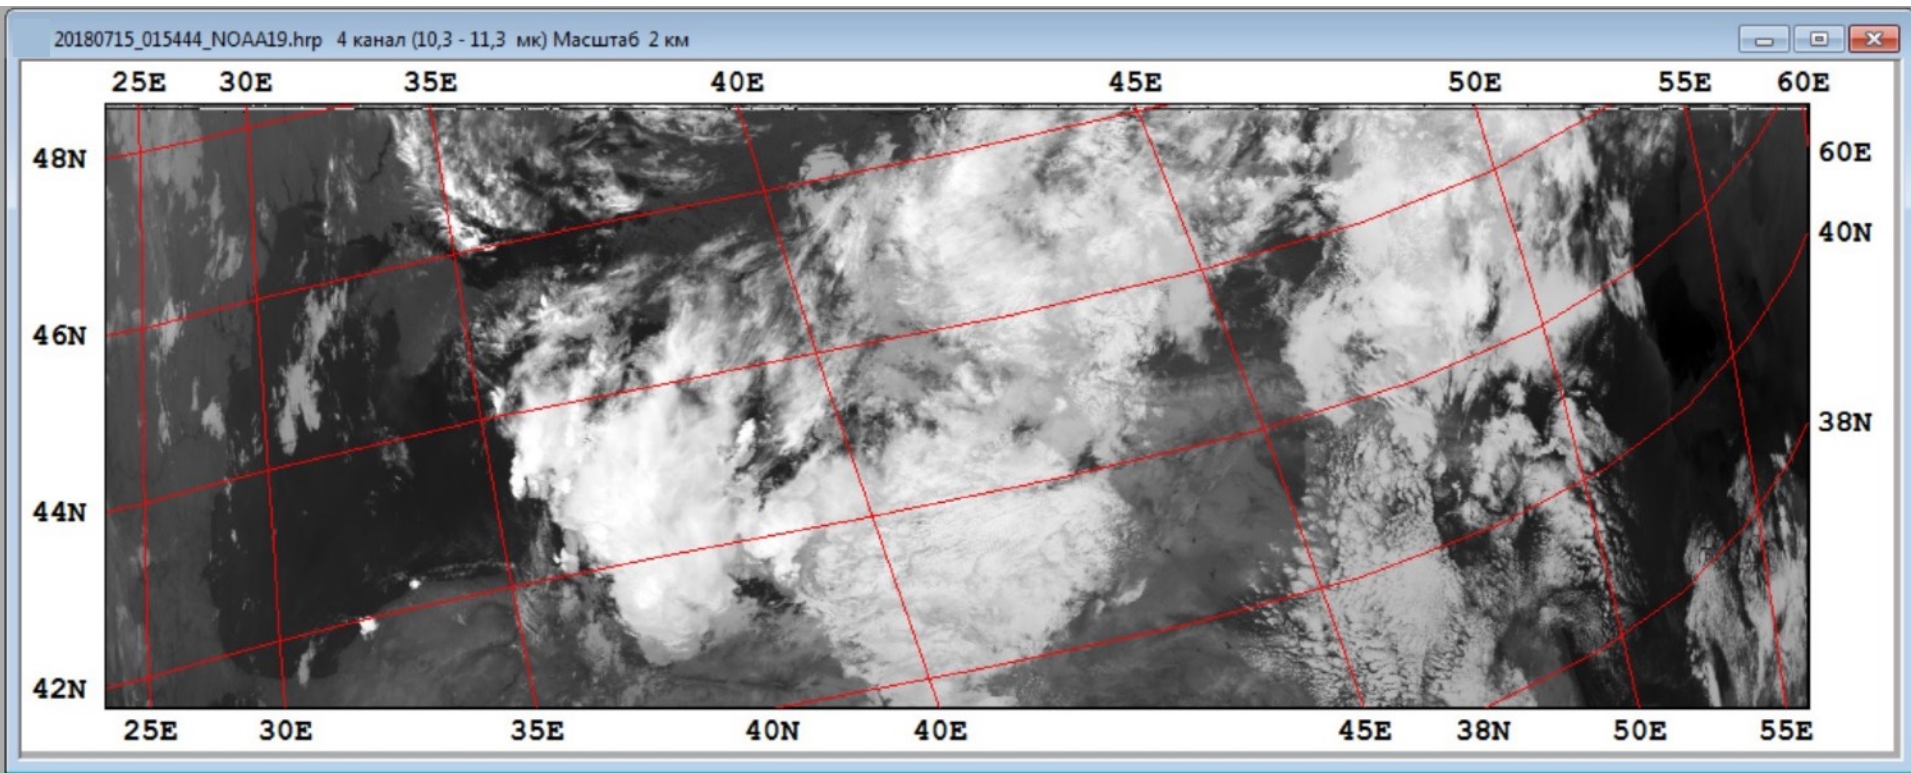 20180715_015444_NOAA19.hrp 4 канал (10,3 - 11,3 мк) Масштаб 2 км
25E 30E 35E 40E 45E 50E 55E 60E
48N 60E
46N 40N
44N 38N
42N
25E 30E 35E 40N 40E 45E 38N 50E 55E